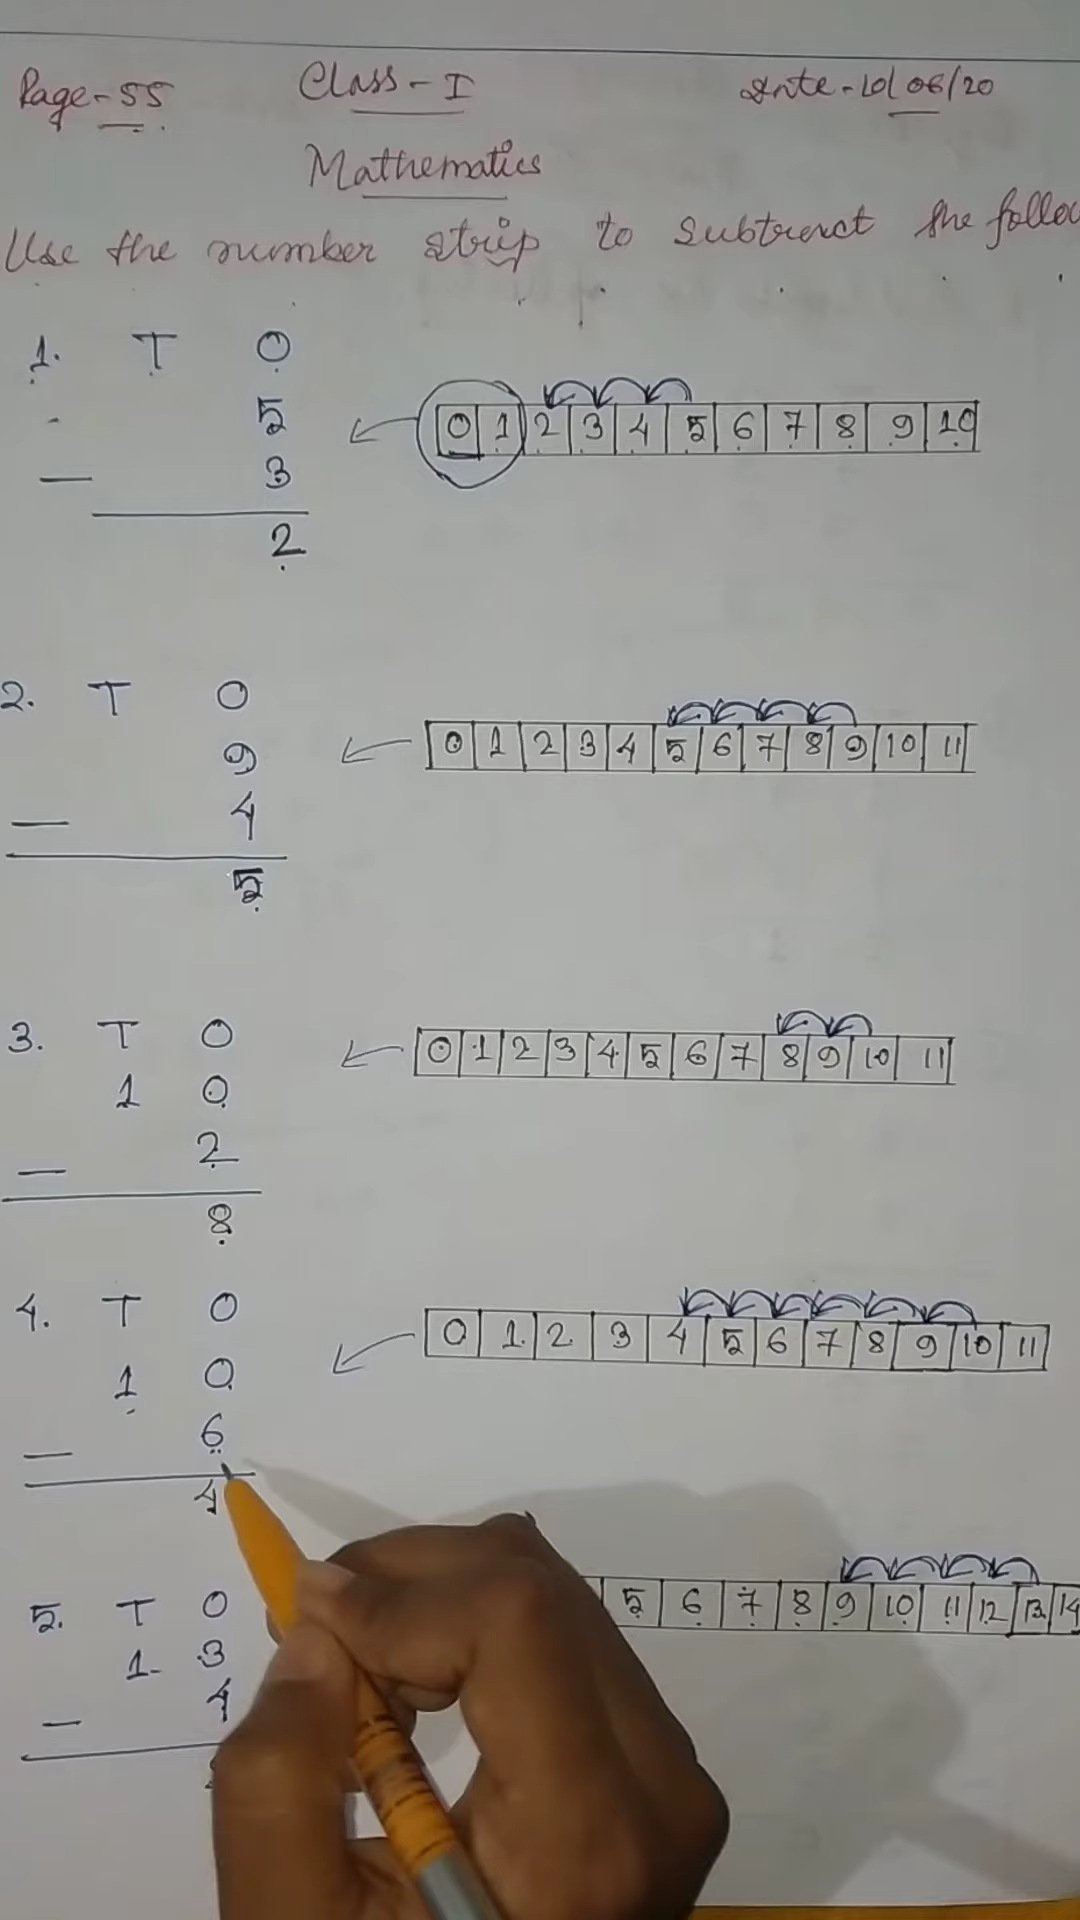 Page-55 Class-I Date-10/06/20
Mathematics
Use the number strip to subtract the follow
1. T O
5
— 3
2
0 1 2 3 4 5 6 7 8 9 10
2. T O
9
— 4
5
0 1 2 3 4 5 6 7 8 9 10 11
3. T O
1 0
— 2
8
0 1 2 3 4 5 6 7 8 9 10 11
4. T O
1 0
— 6
4
0 1 2 3 4 5 6 7 8 9 10 11
5. T O
1 3
— 4
5 6 7 8 9 10 11 12 13 14